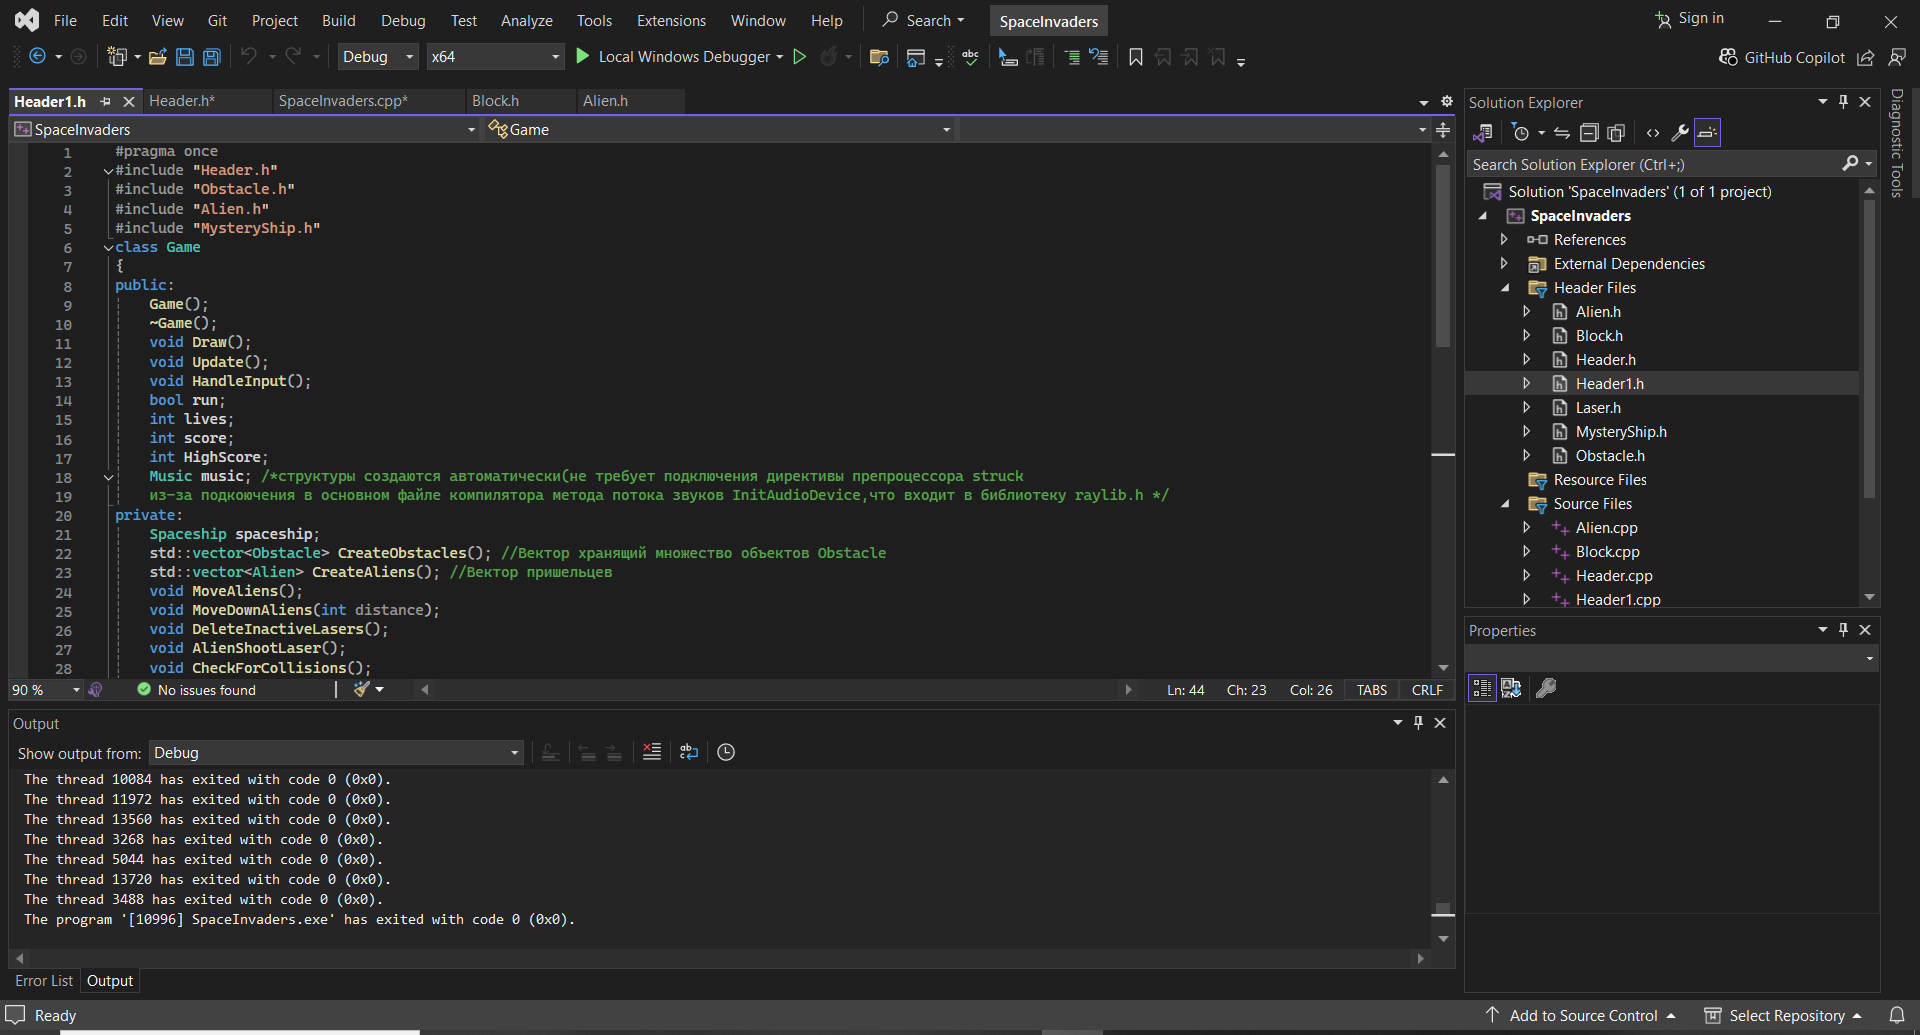 File Edit View Git Project Build Debug Test Analyze Tools Extensions Window Help Search SpaceInvaders Sign in
Debug x64 Local Windows Debugger GitHub Copilot
Header1.h Header.h* SpaceInvaders.cpp* Block.h Alien.h
SpaceInvaders Game
1 #pragma once
2 #include "Header.h"
3 #include "Obstacle.h"
4 #include "Alien.h"
5 #include "MysteryShip.h"
6 class Game
7 {
8 public:
9 Game();
10 ~Game();
11 void Draw();
12 void Update();
13 void HandleInput();
14 bool run;
15 int lives;
16 int score;
17 int HighScore;
18 Music music; /*структуры создаются автоматически(не требует подключения директивы препроцессора struck
19 из-за подкоючения в основном файле компилятора метода потока звуков InitAudioDevice,что входит в библиотеку raylib.h */
20 private:
21 Spaceship spaceship;
22 std::vector<Obstacle> CreateObstacles(); //Вектор хранящий множество объектов Obstacle
23 std::vector<Alien> CreateAliens(); //Вектор пришельцев
24 void MoveAliens();
25 void MoveDownAliens(int distance);
26 void DeleteInactiveLasers();
27 void AlienShootLaser();
28 void CheckForCollisions();
90 % No issues found Ln: 44 Ch: 23 Col: 26 TABS CRLF
Output
Show output from: Debug
The thread 10084 has exited with code 0 (0x0).
The thread 11972 has exited with code 0 (0x0).
The thread 13560 has exited with code 0 (0x0).
The thread 3268 has exited with code 0 (0x0).
The thread 5044 has exited with code 0 (0x0).
The thread 13720 has exited with code 0 (0x0).
The thread 3488 has exited with code 0 (0x0).
The program '[10996] SpaceInvaders.exe' has exited with code 0 (0x0).
Error List Output
Solution Explorer
Search Solution Explorer (Ctrl+;)
Solution 'SpaceInvaders' (1 of 1 project)
SpaceInvaders
References
External Dependencies
Header Files
Alien.h
Block.h
Header.h
Header1.h
Laser.h
MysteryShip.h
Obstacle.h
Resource Files
Source Files
Alien.cpp
Block.cpp
Header.cpp
Header1.cpp
Properties
Diagnostic Tools
Ready Add to Source Control Select Repository